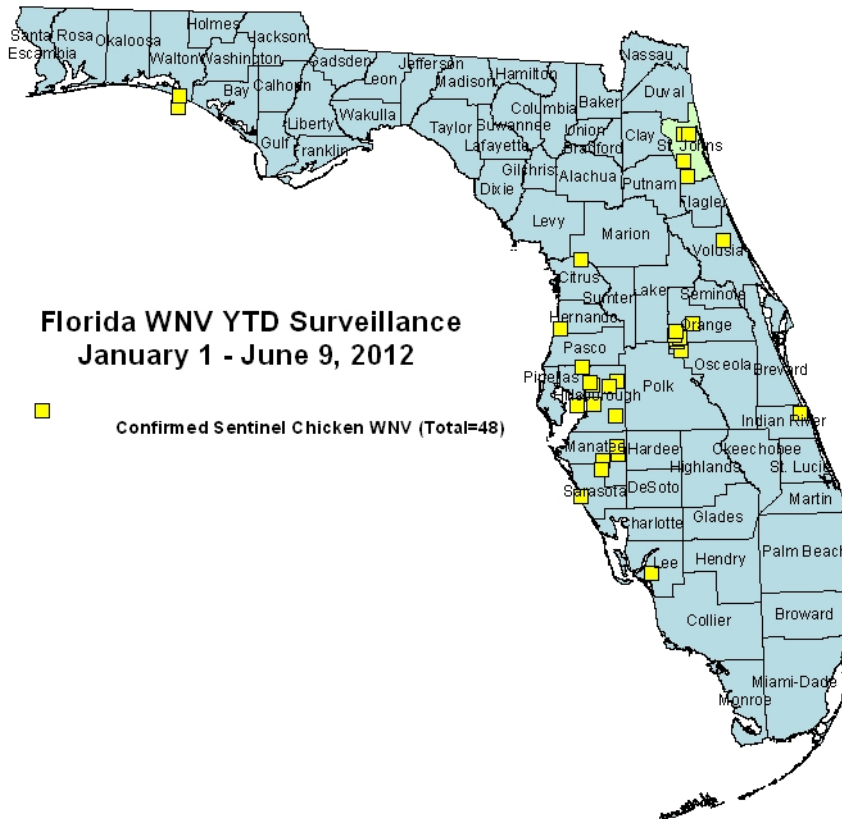 Holmes
Jackson
Santa Rosa
Escambia
Okaloosa
Walton
Washington
Bay
Calhoun
Gadsden
Leon
Jefferson
Madison
Hamilton
Nassau
Duval
Baker
Columbia
Suwannee
Taylor
Wakulla
Liberty
Gulf
Franklin
Lafayette
Union
Bradford
Clay
St. Johns
Gilchrist
Alachua
Putnam
Dixie
Flagler
Levy
Marion
Volusia
Citrus
Sumter
Lake
Seminole
Hernando
Orange
Florida WNV YTD Surveillance
January 1 - June 9, 2012
Pasco
Osceola
Brevard
Pinellas
Hillsborough
Polk
Confirmed Sentinel Chicken WNV (Total=48)
Indian River
Manatee
Hardee
Okeechobee
Highlands
St. Lucie
Sarasota
DeSoto
Martin
Charlotte
Glades
Lee
Hendry
Palm Beach
Collier
Broward
Miami-Dade
Monroe